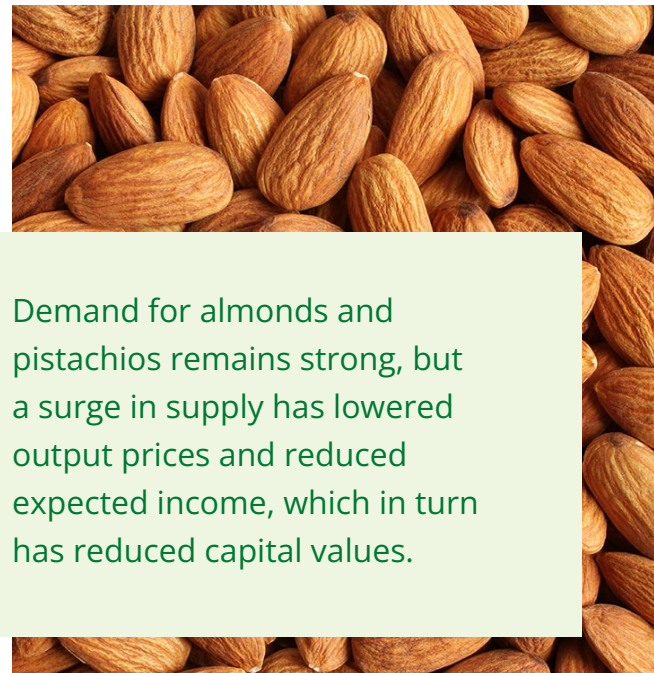 Demand for almonds and
pistachios remains strong, but
a surge in supply has lowered
output prices and reduced
expected income, which in turn
has reduced capital values.